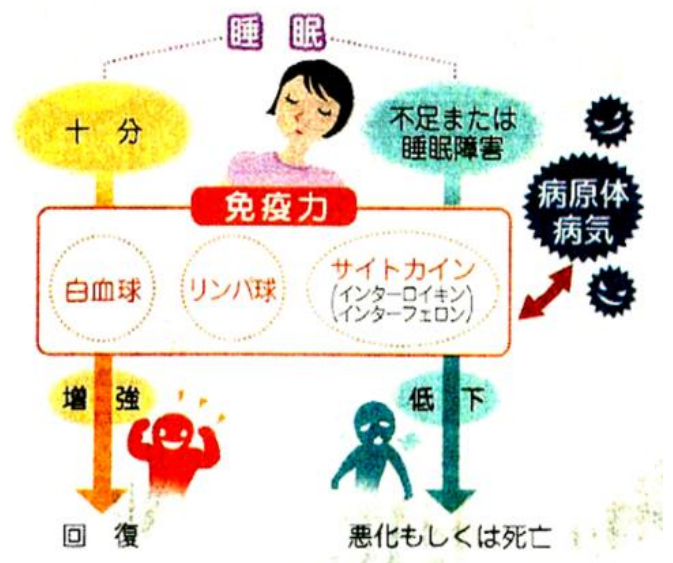 睡眠
十分
不足または
睡眠障害
病原体
病気
免疫力
白血球
リンパ球
サイトカイン
(インターロイキン)
(インターフェロン)
増強
低下
回復
悪化もしくは死亡